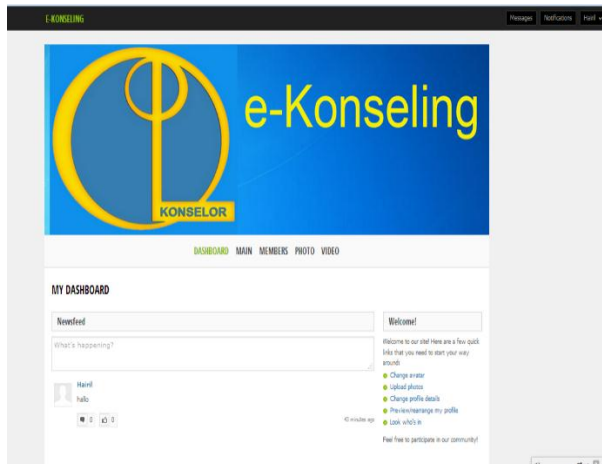 E-KONSELING
Messages Notifications Hairil
e-Konseling
KONSELOR
DASHBOARD MAIN MEMBERS PHOTO VIDEO
MY DASHBOARD
Newsfeed
What's happening?
Hairil
hallo
0 0
minutes ago
Welcome!
Welcome to our site! Here are a few quick
links that you need to start your way
around:
Change avatar
Upload photos
Change profile details
Preview/rearrange my profile
Look who's in
Feel free to participate in our community!